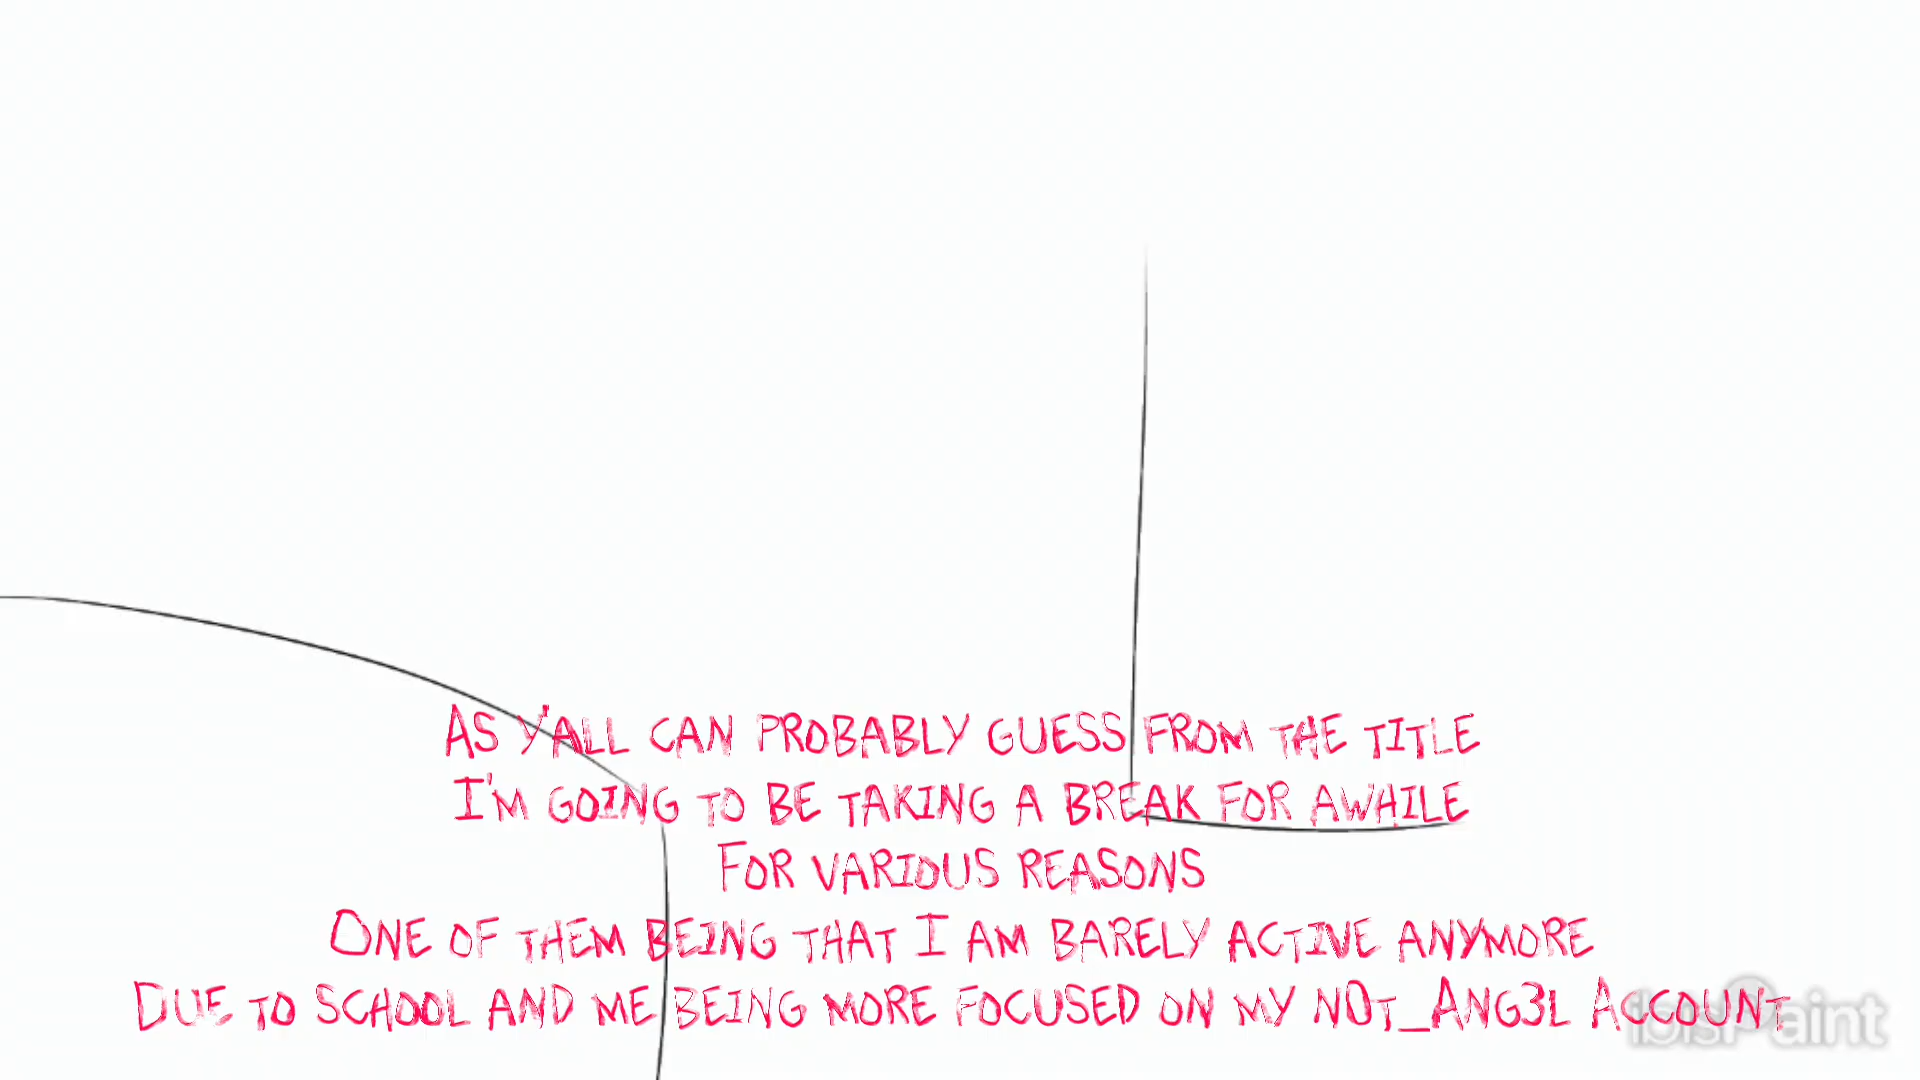 As y'all can probably guess from the title
I'm going to be taking a break for awhile
For various reasons
One of them being that I am barely active anymore
Due to school and me being more focused on my n0t_Ang3l Account
ibisPaint